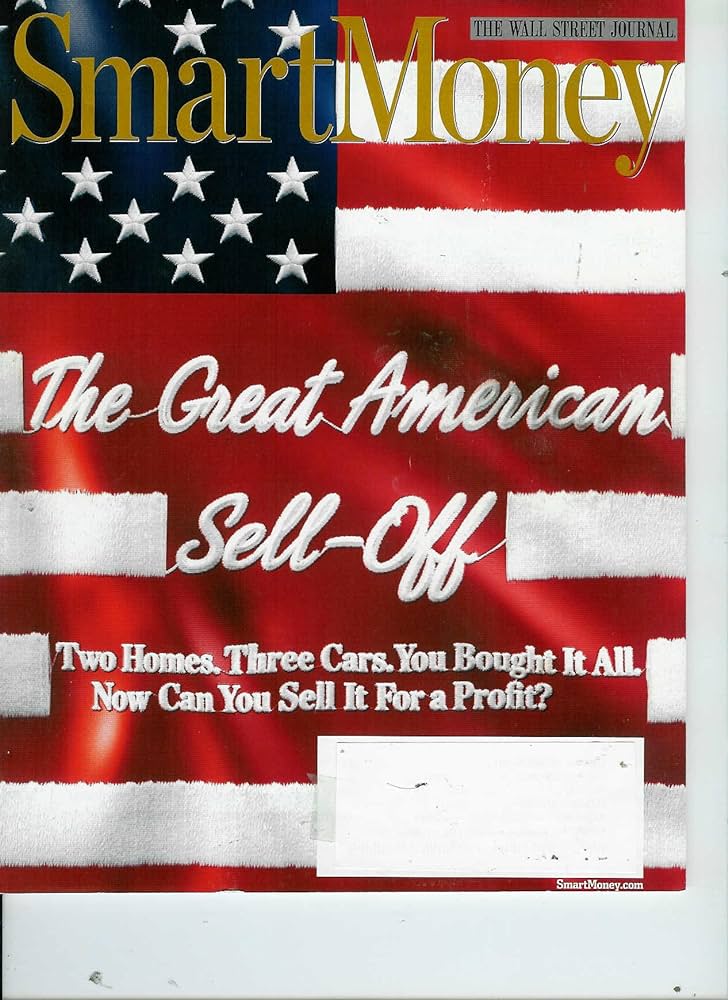 THE WALL STREET JOURNAL.
SmartMoney
The Great American
Sell-Off
Two Homes. Three Cars. You Bought It All.
Now Can You Sell It For a Profit?
SmartMoney.com